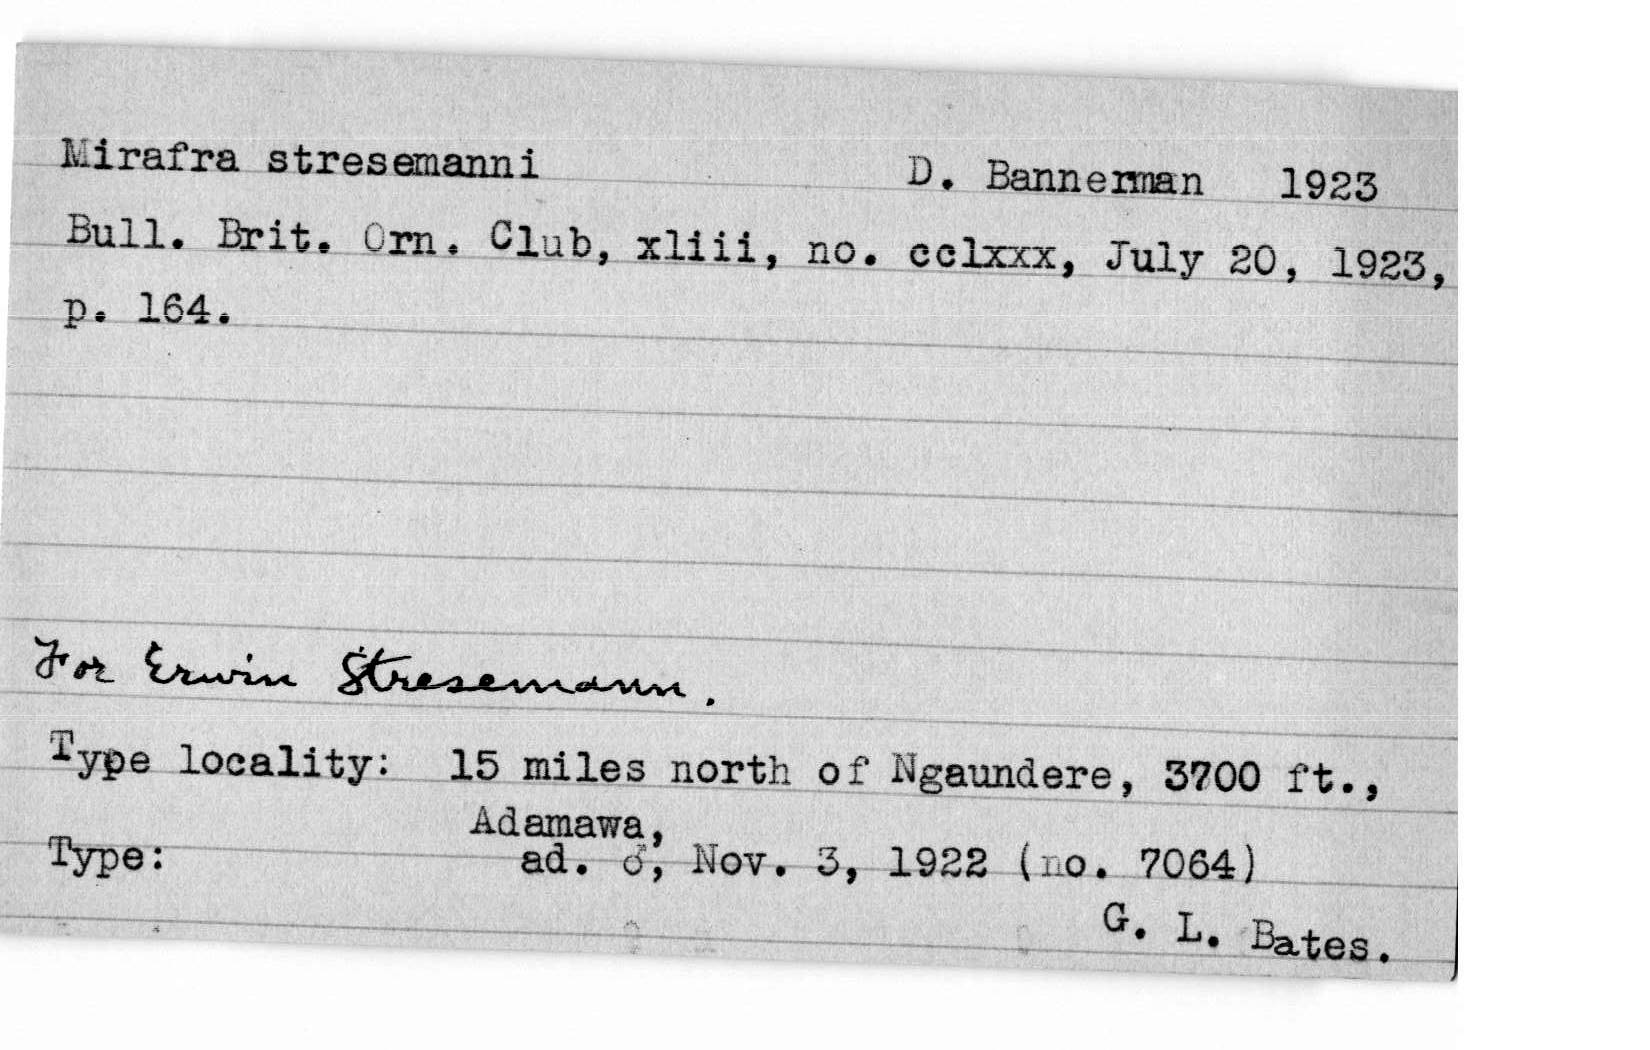 Mirafra stresemanni D. Bannerman 1923
Bull. Brit. Orn. Club, xliii, no. cclxxx, July 20, 1923,
p. 164.
For Erwin Stresemann.
Type locality: 15 miles north of Ngaundere, 3700 ft.,
Adamawa,
Type: ad. ♂, Nov. 3, 1922 (no. 7064)
G. L. Bates.